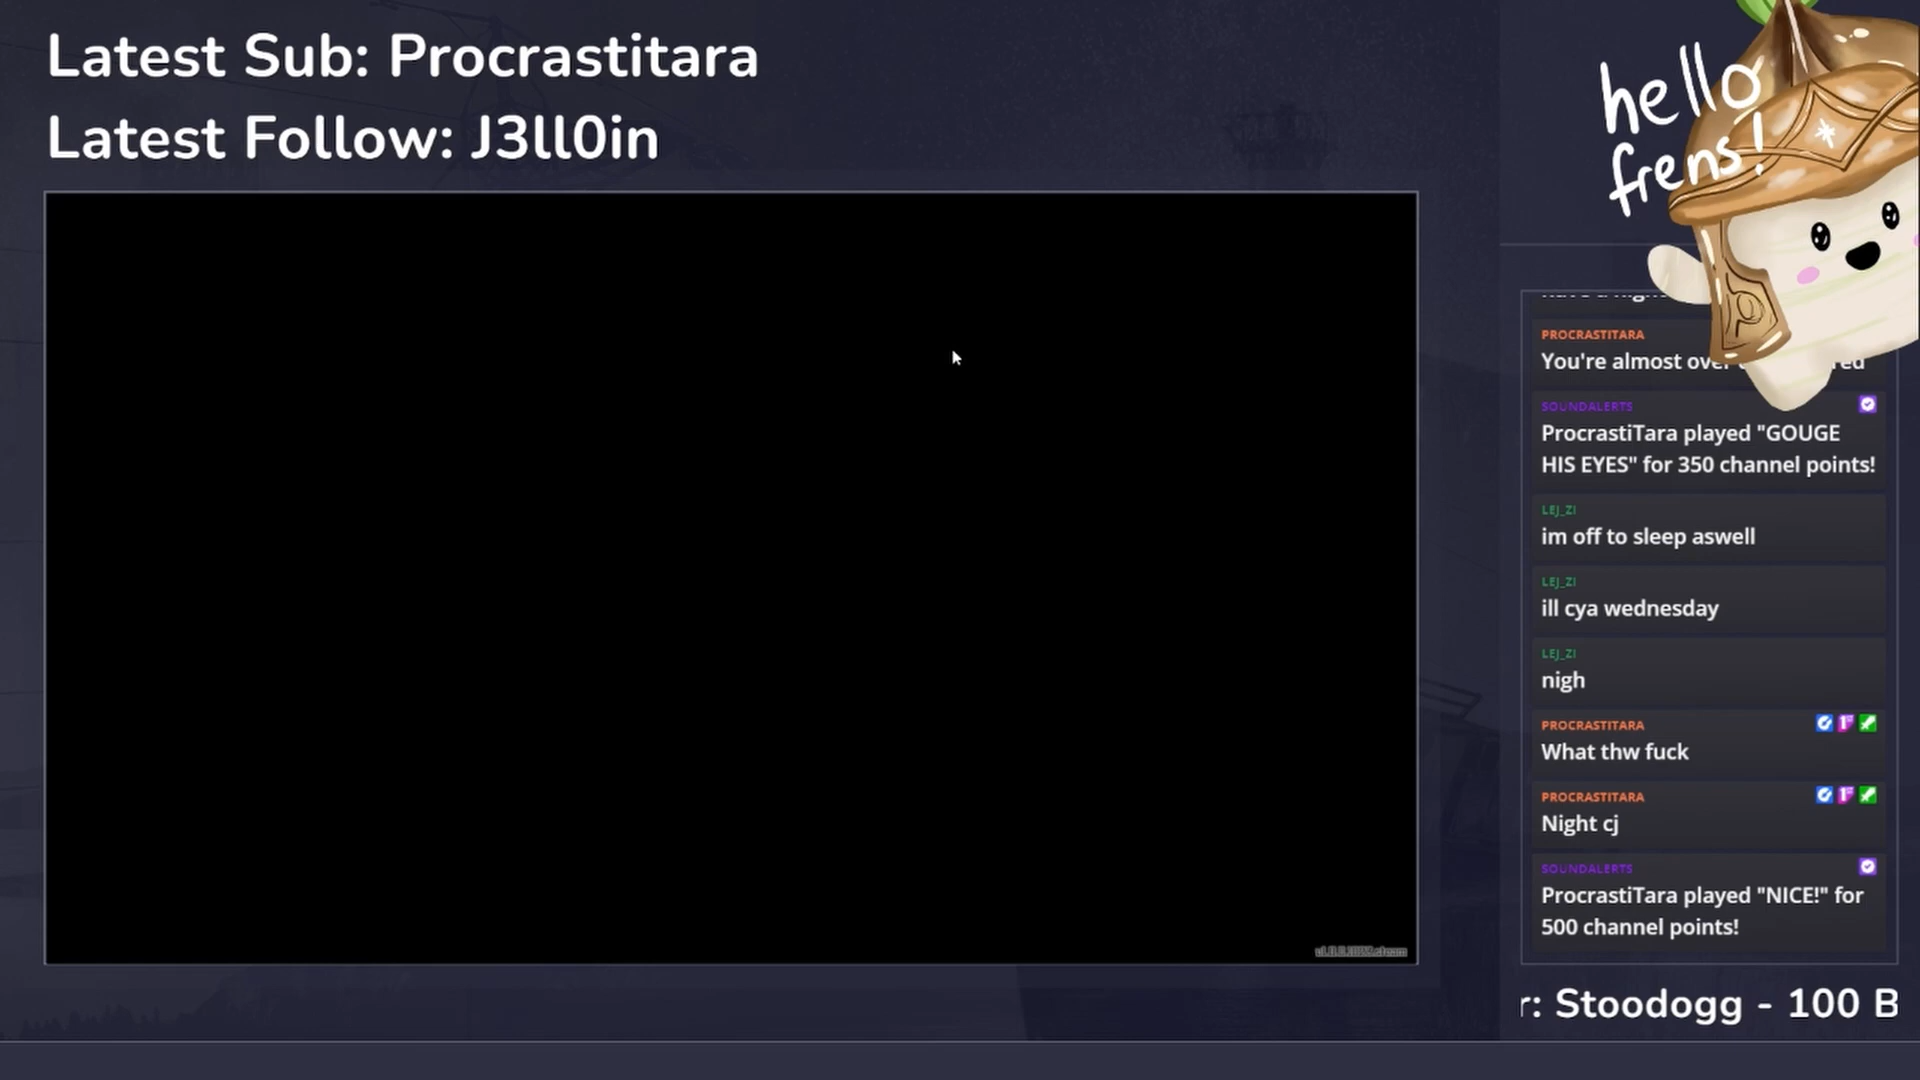 Latest Sub: Procrastitara
Latest Follow: J3ll0in
hello
frens!
PROCRASTITARA
You're almost
SOUNDALERTS
ProcrastiTara played "GOUGE
HIS EYES" for 350 channel points!
LEJ_ZI
im off to sleep aswell
LEJ_ZI
ill cya wednesday
LEJ_ZI
nigh
PROCRASTITARA
What thw fuck
PROCRASTITARA
Night cj
SOUNDALERTS
ProcrastiTara played "NICE!" for
500 channel points!
r: Stoodogg - 100 B